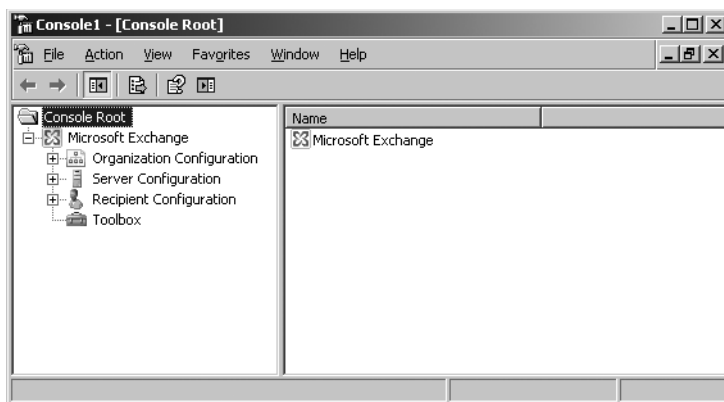 Console1 - [Console Root]
File Action View Favorites Window Help
Console Root
Microsoft Exchange
Organization Configuration
Server Configuration
Recipient Configuration
Toolbox
Name
Microsoft Exchange